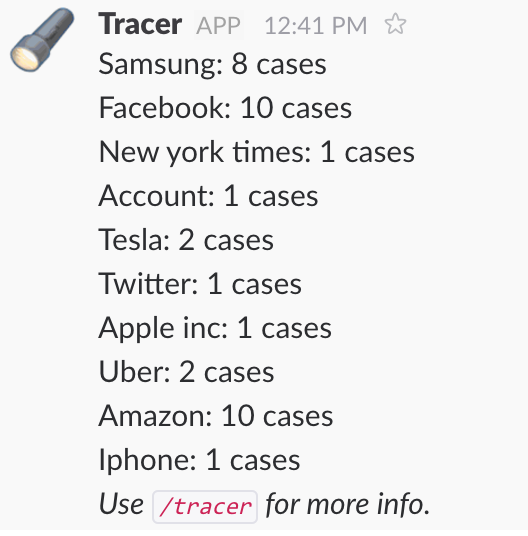 Tracer APP 12:41 PM
Samsung: 8 cases
Facebook: 10 cases
New york times: 1 cases
Account: 1 cases
Tesla: 2 cases
Twitter: 1 cases
Apple inc: 1 cases
Uber: 2 cases
Amazon: 10 cases
Iphone: 1 cases
Use /tracer for more info.